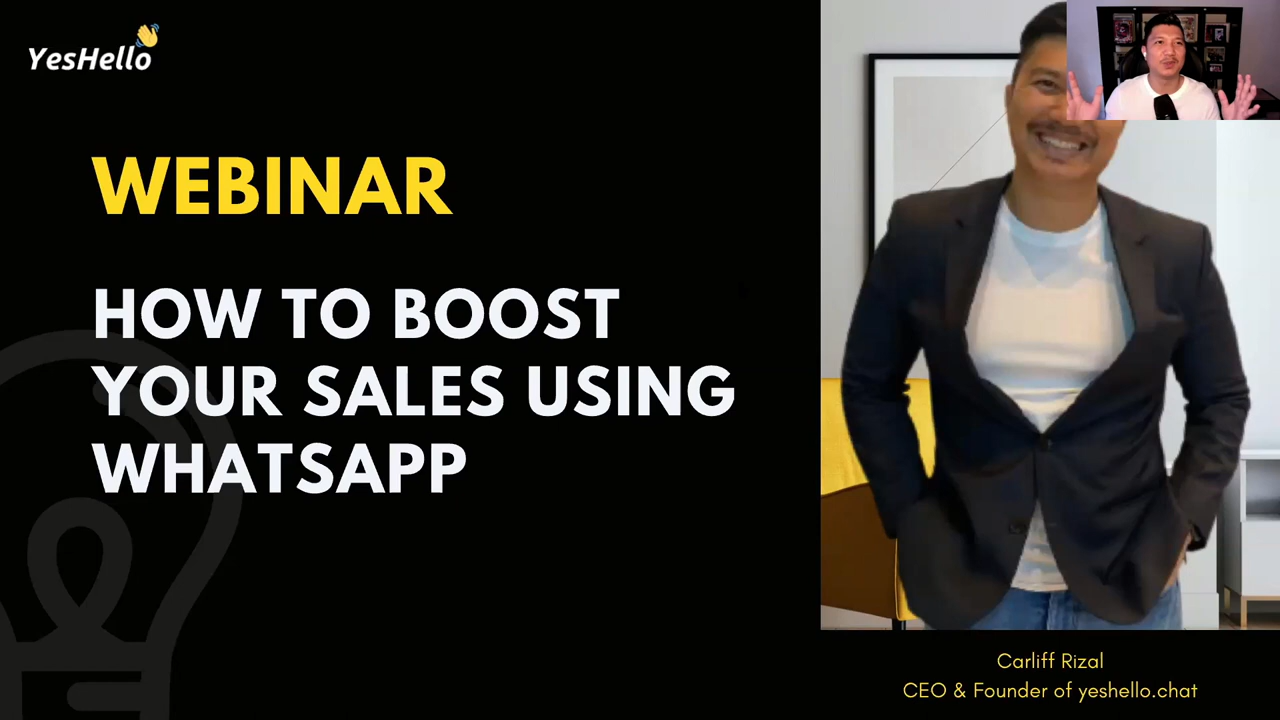 YesHello
WEBINAR
HOW TO BOOST
YOUR SALES USING
WHATSAPP
Carliff Rizal
CEO & Founder of yeshello.chat